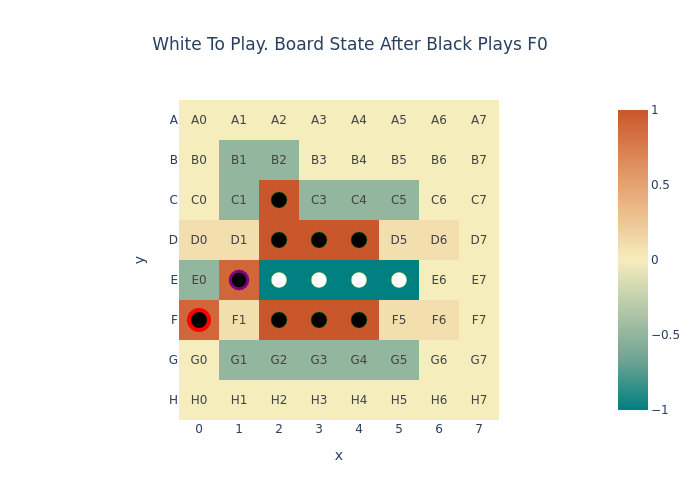 White To Play. Board State After Black Plays F0
A A0 A1 A2 A3 A4 A5 A6 A7
B B0 B1 B2 B3 B4 B5 B6 B7
C C0 C1 C3 C4 C5 C6 C7
D D0 D1 D5 D6 D7
E E0 E6 E7
F F1 F5 F6 F7
G G0 G1 G2 G3 G4 G5 G6 G7
H H0 H1 H2 H3 H4 H5 H6 H7
0 1 2 3 4 5 6 7
x
y
1
0.5
0
−0.5
−1